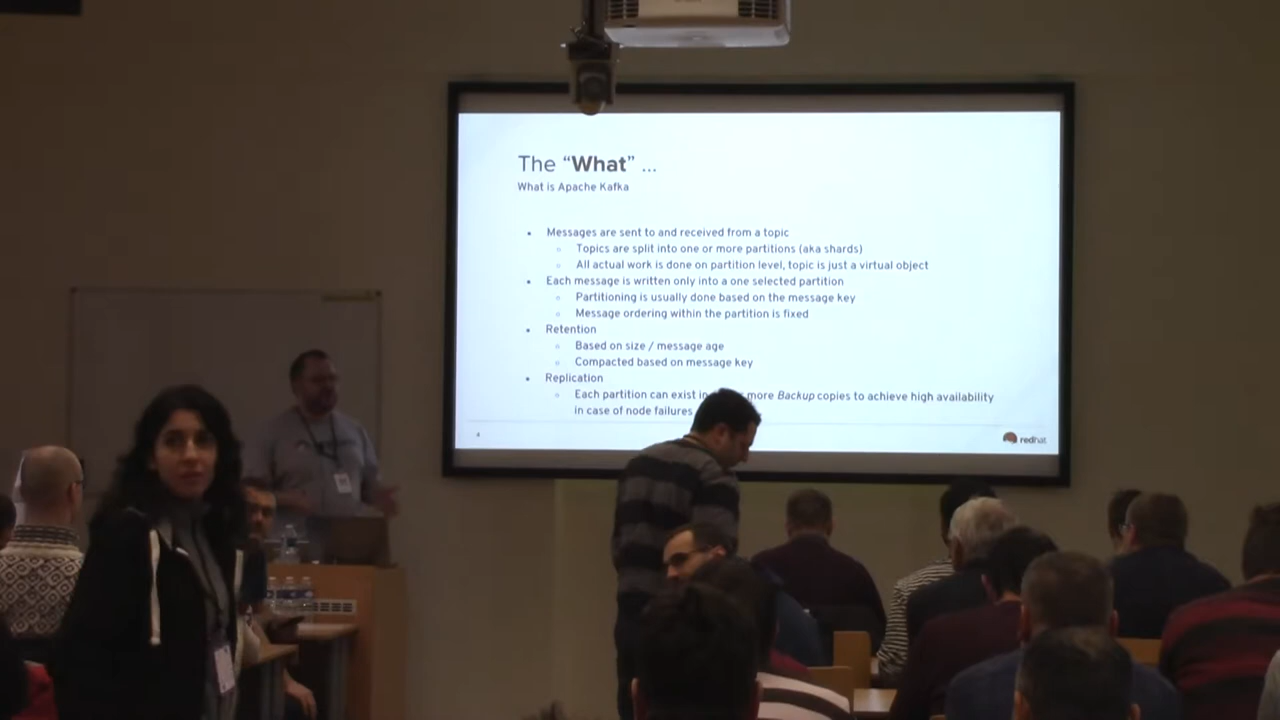 The “What” ...
What is Apache Kafka
Messages are sent to and received from a topic
Topics are split into one or more partitions (aka shards)
All actual work is done on partition level, topic is just a virtual object
Each message is written only into a one selected partition
Partitioning is usually done based on the message key
Message ordering within the partition is fixed
Retention
Based on size / message age
Compacted based on message key
Replication
Each partition can exist in more Backup copies to achieve high availability
in case of node failures
4
redhat